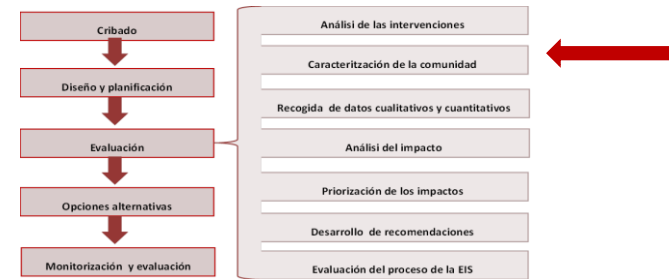 Cribado
Diseño y planificación
Evaluación
Opciones alternativas
Monitorización y evaluación
Análisi de las intervenciones
Caracteritzación de la comunidad
Recogida de datos cualitativos y cuantitativos
Análisi del impacto
Priorización de los impactos
Desarrollo de recomendaciones
Evaluación del proceso de la EIS